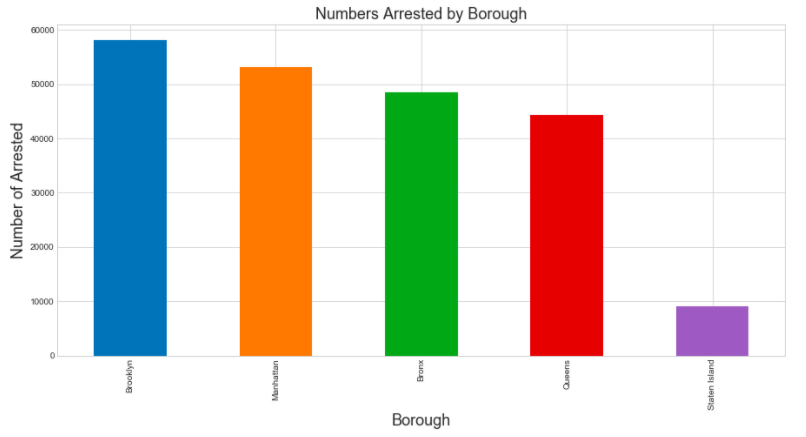 Numbers Arrested by Borough
Number of Arrested
60000
50000
40000
30000
20000
10000
0
Brooklyn
Manhattan
Bronx
Queens
Staten Island
Borough